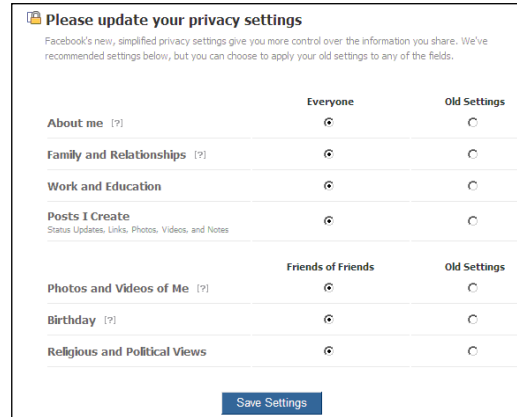 Please update your privacy settings
Facebook's new, simplified privacy settings give you more control over the information you share. We've
recommended settings below, but you can choose to apply your old settings to any of the fields.
Everyone Old Settings
About me [?]
Family and Relationships [?]
Work and Education
Posts I Create
Status Updates, Links, Photos, Videos, and Notes
Friends of Friends Old Settings
Photos and Videos of Me [?]
Birthday [?]
Religious and Political Views
Save Settings